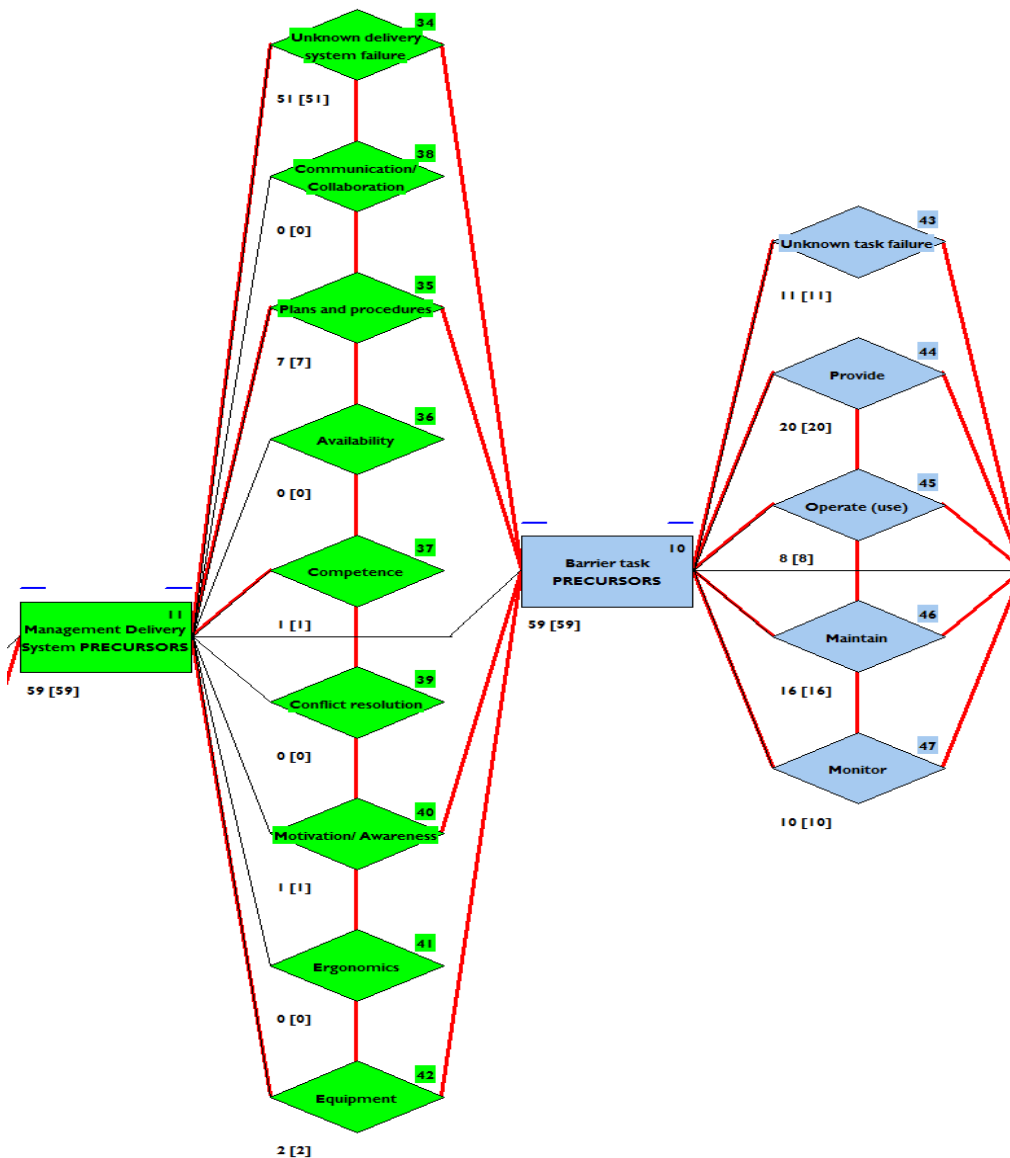 34
Unknown delivery
system failure
51 [51]
38
Communication/
Collaboration
0 [0]
35
Plans and procedures
7 [7]
36
Availability
0 [0]
37
Competence
1 [1]
11
Management Delivery
System PRECURSORS
59 [59]
39
Conflict resolution
0 [0]
40
Motivation/ Awareness
1 [1]
41
Ergonomics
0 [0]
42
Equipment
2 [2]
10
Barrier task
PRECURSORS
59 [59]
43
Unknown task failure
11 [11]
44
Provide
20 [20]
45
Operate (use)
8 [8]
46
Maintain
16 [16]
47
Monitor
10 [10]